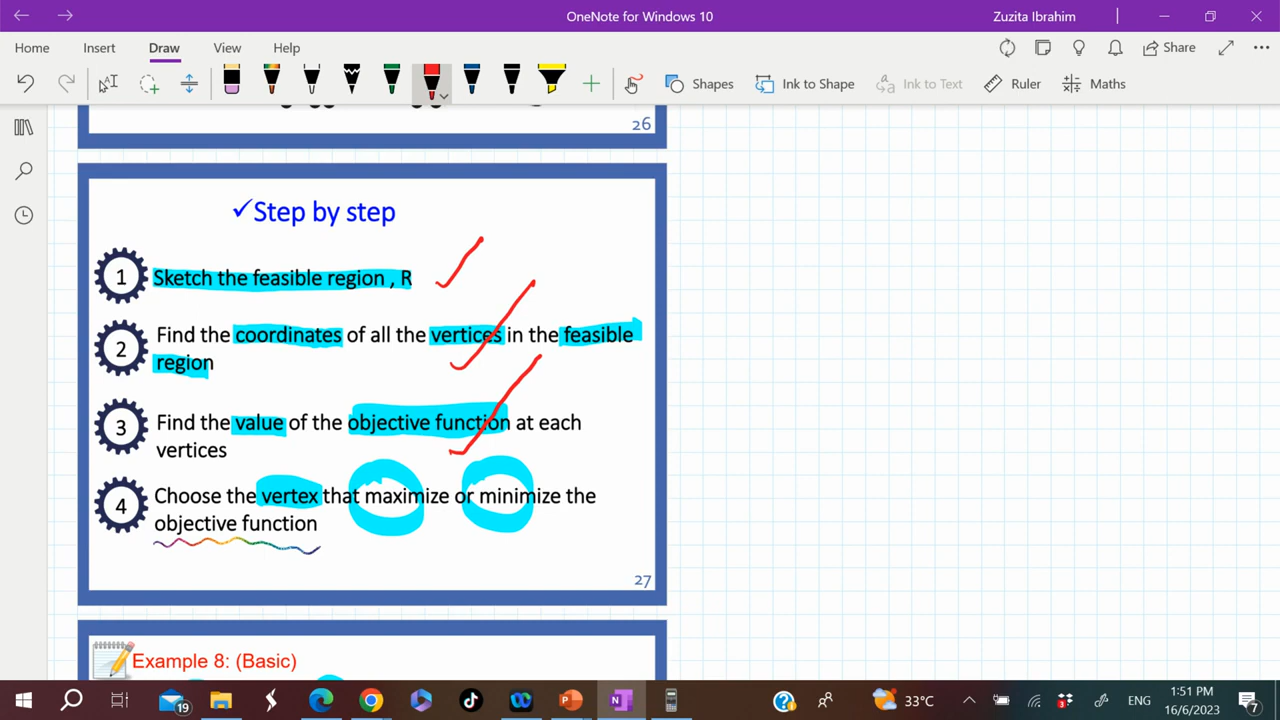 OneNote for Windows 10
Zuzita Ibrahim
Home Insert Draw View Help
Share
Shapes
Ink to Shape
Ink to Text
Ruler
Maths
26
✓Step by step
1 Sketch the feasible region , R
2 Find the coordinates of all the vertices in the feasible
region
3 Find the value of the objective function at each
vertices
4 Choose the vertex that maximize or minimize the
objective function
27
Example 8: (Basic)
19
33°C
3
ENG
1:51 PM
16/6/2023
7